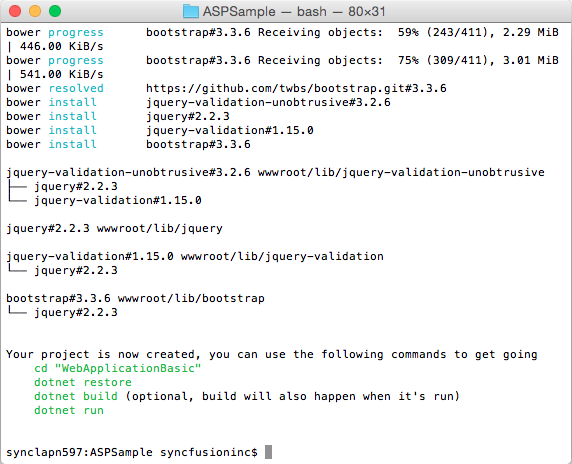 ASPSample — bash — 80×31
bower progress      bootstrap#3.3.6 Receiving objects:  59% (243/411), 2.29 MiB
| 446.00 KiB/s
bower progress      bootstrap#3.3.6 Receiving objects:  75% (309/411), 3.01 MiB
| 541.00 KiB/s
bower resolved      https://github.com/twbs/bootstrap.git#3.3.6
bower install       jquery-validation-unobtrusive#3.2.6
bower install       jquery#2.2.3
bower install       jquery-validation#1.15.0
bower install       bootstrap#3.3.6
jquery-validation-unobtrusive#3.2.6 wwwroot/lib/jquery-validation-unobtrusive
├── jquery#2.2.3
└── jquery-validation#1.15.0
jquery#2.2.3 wwwroot/lib/jquery
jquery-validation#1.15.0 wwwroot/lib/jquery-validation
└── jquery#2.2.3
bootstrap#3.3.6 wwwroot/lib/bootstrap
└── jquery#2.2.3
Your project is now created, you can use the following commands to get going
    cd "WebApplicationBasic"
    dotnet restore
    dotnet build (optional, build will also happen when it's run)
    dotnet run
synclapn597:ASPSample syncfusioninc$